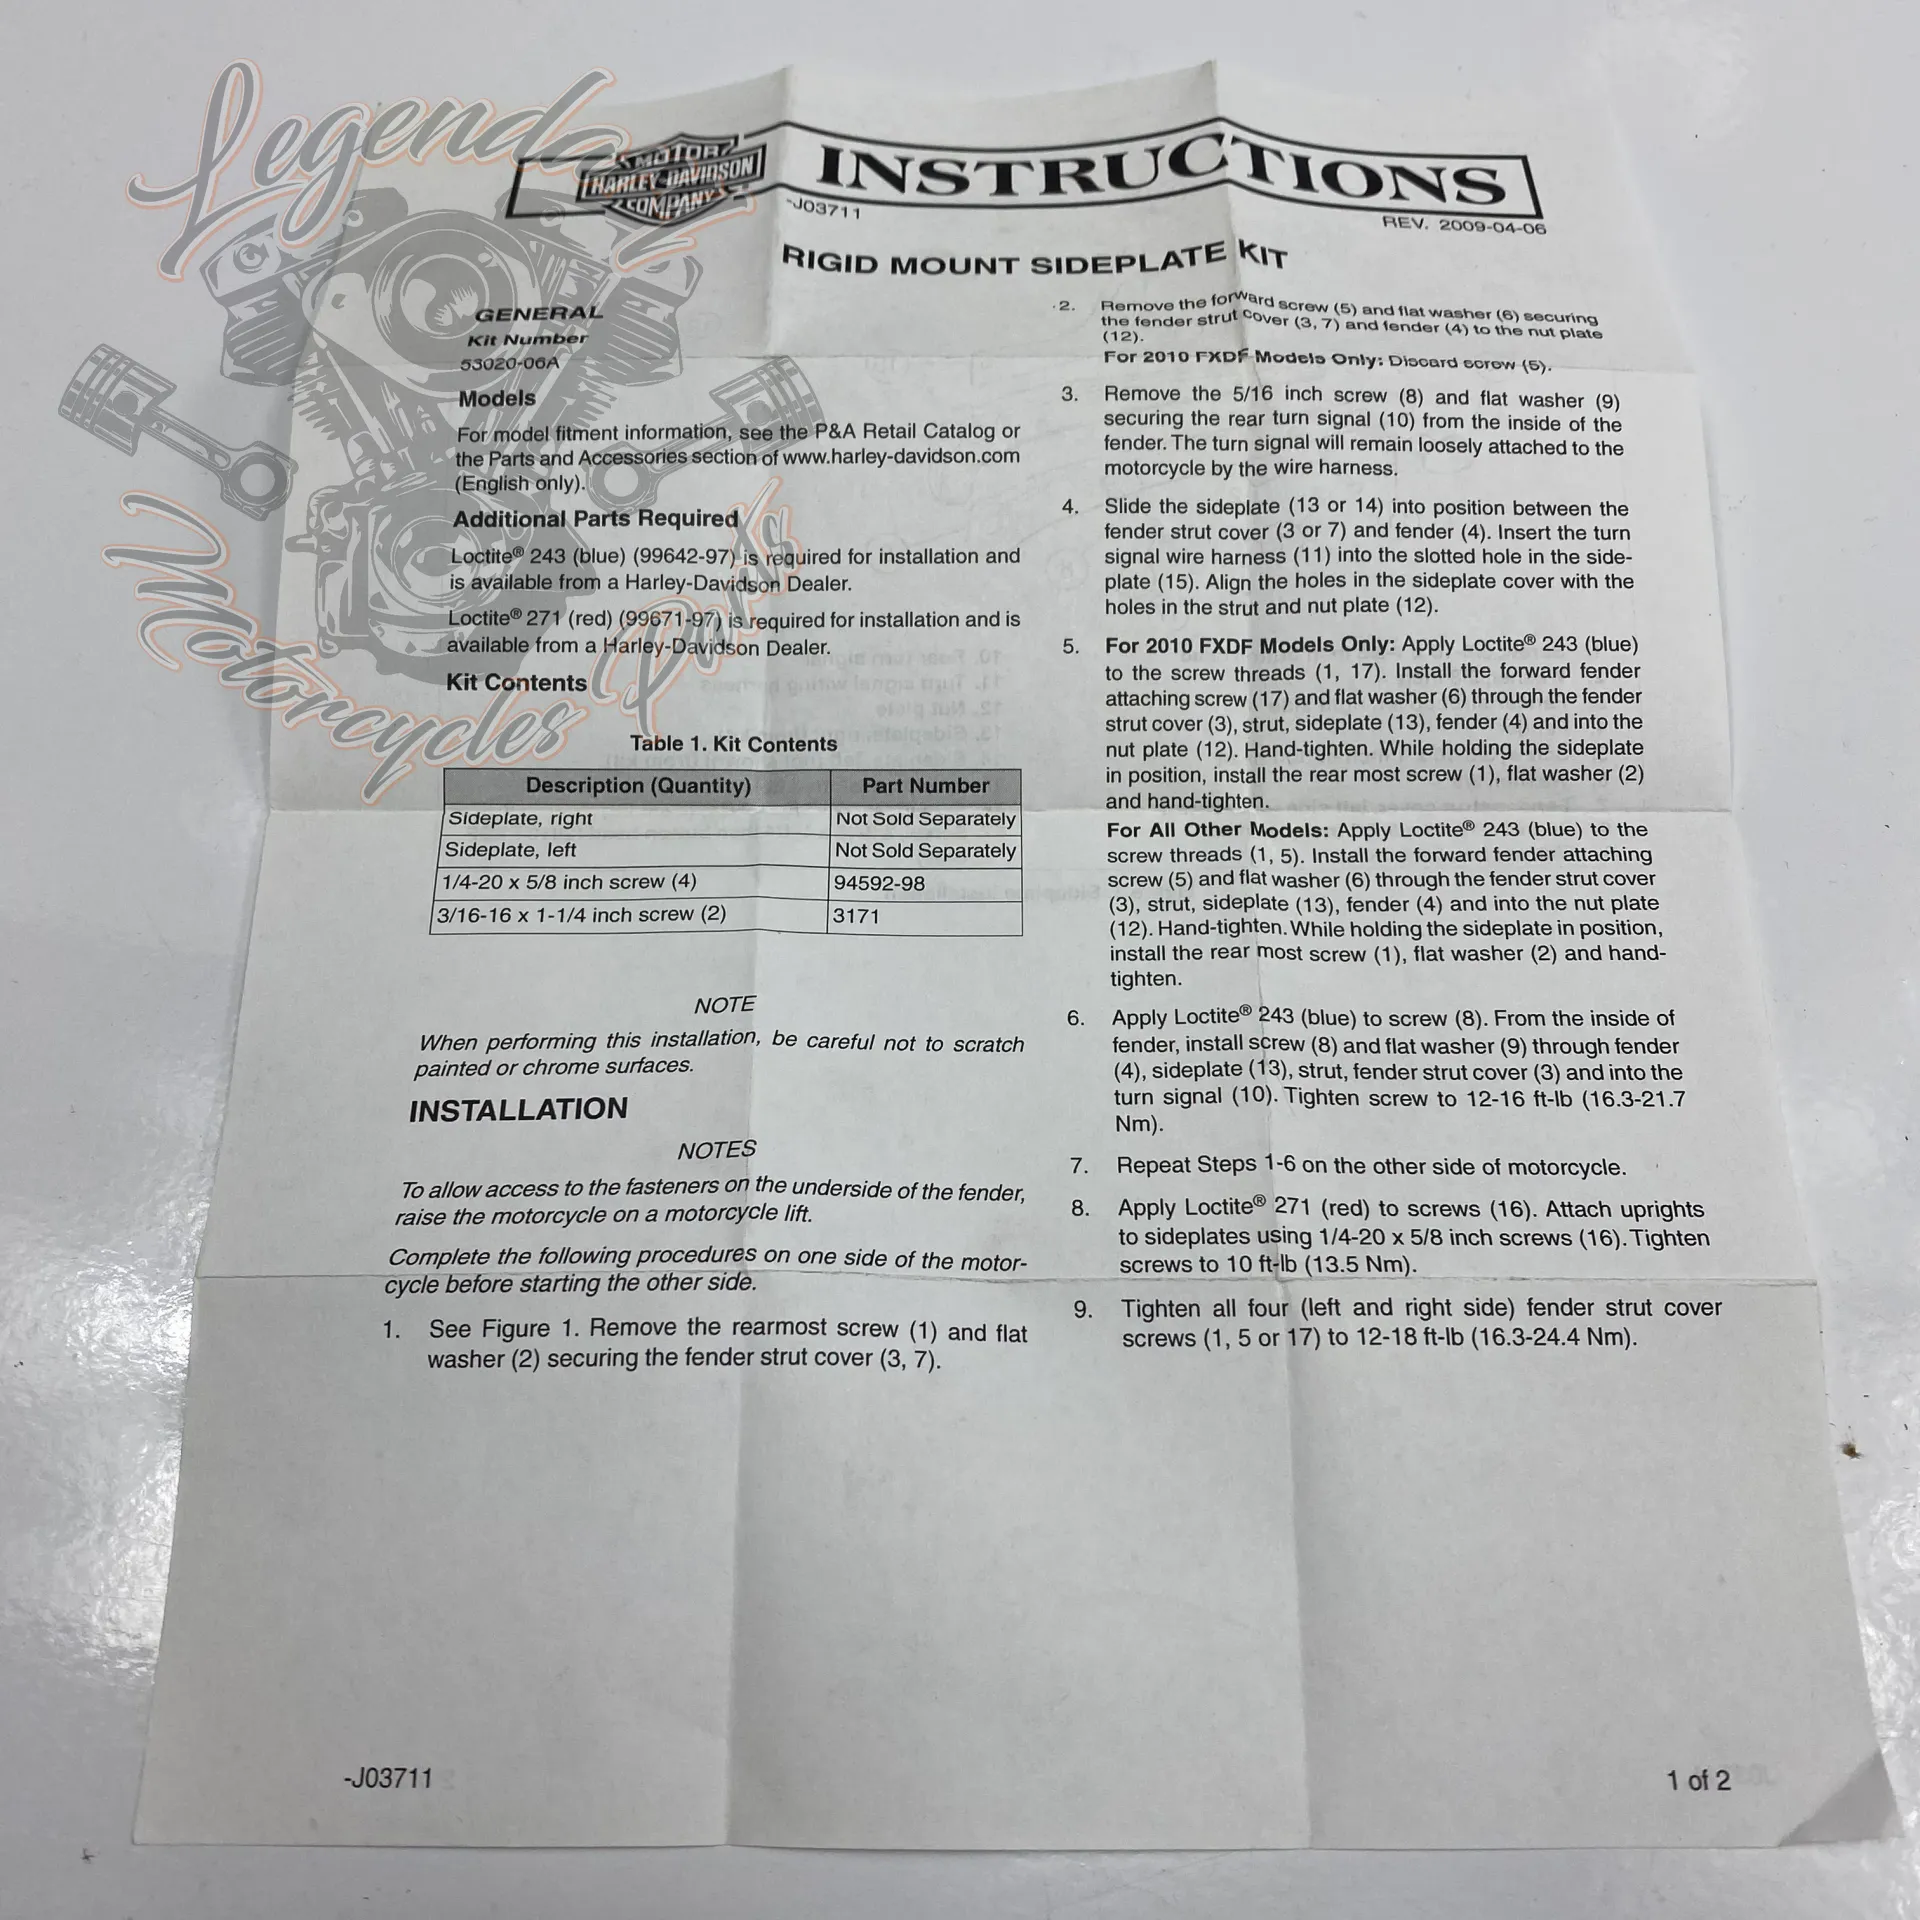 Legendary
Motorcycles Parts
MOTOR
HARLEY-DAVIDSON
COMPANY
INSTRUCTIONS
-J03711
REV. 2009-04-06
RIGID MOUNT SIDEPLATE KIT
GENERAL
Kit Number
53020-06A
Models
For model fitment information, see the P&A Retail Catalog or
the Parts and Accessories section of www.harley-davidson.com
(English only).
Additional Parts Required
Loctite® 243 (blue) (99642-97) is required for installation and
is available from a Harley-Davidson Dealer.
Loctite® 271 (red) (99671-97) is required for installation and is
available from a Harley-Davidson Dealer.
Kit Contents
Table 1. Kit Contents
Description (Quantity) Part Number
Sideplate, right Not Sold Separately
Sideplate, left Not Sold Separately
1/4-20 x 5/8 inch screw (4) 94592-98
3/16-16 x 1-1/4 inch screw (2) 3171
NOTE
When performing this installation, be careful not to scratch
painted or chrome surfaces.
INSTALLATION
NOTES
To allow access to the fasteners on the underside of the fender,
raise the motorcycle on a motorcycle lift.
Complete the following procedures on one side of the motor-
cycle before starting the other side.
1. See Figure 1. Remove the rearmost screw (1) and flat
washer (2) securing the fender strut cover (3, 7).
2. Remove the forward screw (5) and flat washer (6) securing
the fender strut cover (3, 7) and fender (4) to the nut plate
(12).
For 2010 FXDF Models Only: Discard screw (5).
3. Remove the 5/16 inch screw (8) and flat washer (9)
securing the rear turn signal (10) from the inside of the
fender. The turn signal will remain loosely attached to the
motorcycle by the wire harness.
4. Slide the sideplate (13 or 14) into position between the
fender strut cover (3 or 7) and fender (4). Insert the turn
signal wire harness (11) into the slotted hole in the side-
plate (15). Align the holes in the sideplate cover with the
holes in the strut and nut plate (12).
5. For 2010 FXDF Models Only: Apply Loctite® 243 (blue)
to the screw threads (1, 17). Install the forward fender
attaching screw (17) and flat washer (6) through the fender
strut cover (3), strut, sideplate (13), fender (4) and into the
nut plate (12). Hand-tighten. While holding the sideplate
in position, install the rear most screw (1), flat washer (2)
and hand-tighten.
For All Other Models: Apply Loctite® 243 (blue) to the
screw threads (1, 5). Install the forward fender attaching
screw (5) and flat washer (6) through the fender strut cover
(3), strut, sideplate (13), fender (4) and into the nut plate
(12). Hand-tighten. While holding the sideplate in position,
install the rear most screw (1), flat washer (2) and hand-
tighten.
6. Apply Loctite® 243 (blue) to screw (8). From the inside of
fender, install screw (8) and flat washer (9) through fender
(4), sideplate (13), strut, fender strut cover (3) and into the
turn signal (10). Tighten screw to 12-16 ft-lb (16.3-21.7
Nm).
7. Repeat Steps 1-6 on the other side of motorcycle.
8. Apply Loctite® 271 (red) to screws (16). Attach uprights
to sideplates using 1/4-20 x 5/8 inch screws (16). Tighten
screws to 10 ft-lb (13.5 Nm).
9. Tighten all four (left and right side) fender strut cover
screws (1, 5 or 17) to 12-18 ft-lb (16.3-24.4 Nm).
-J03711
1 of 2